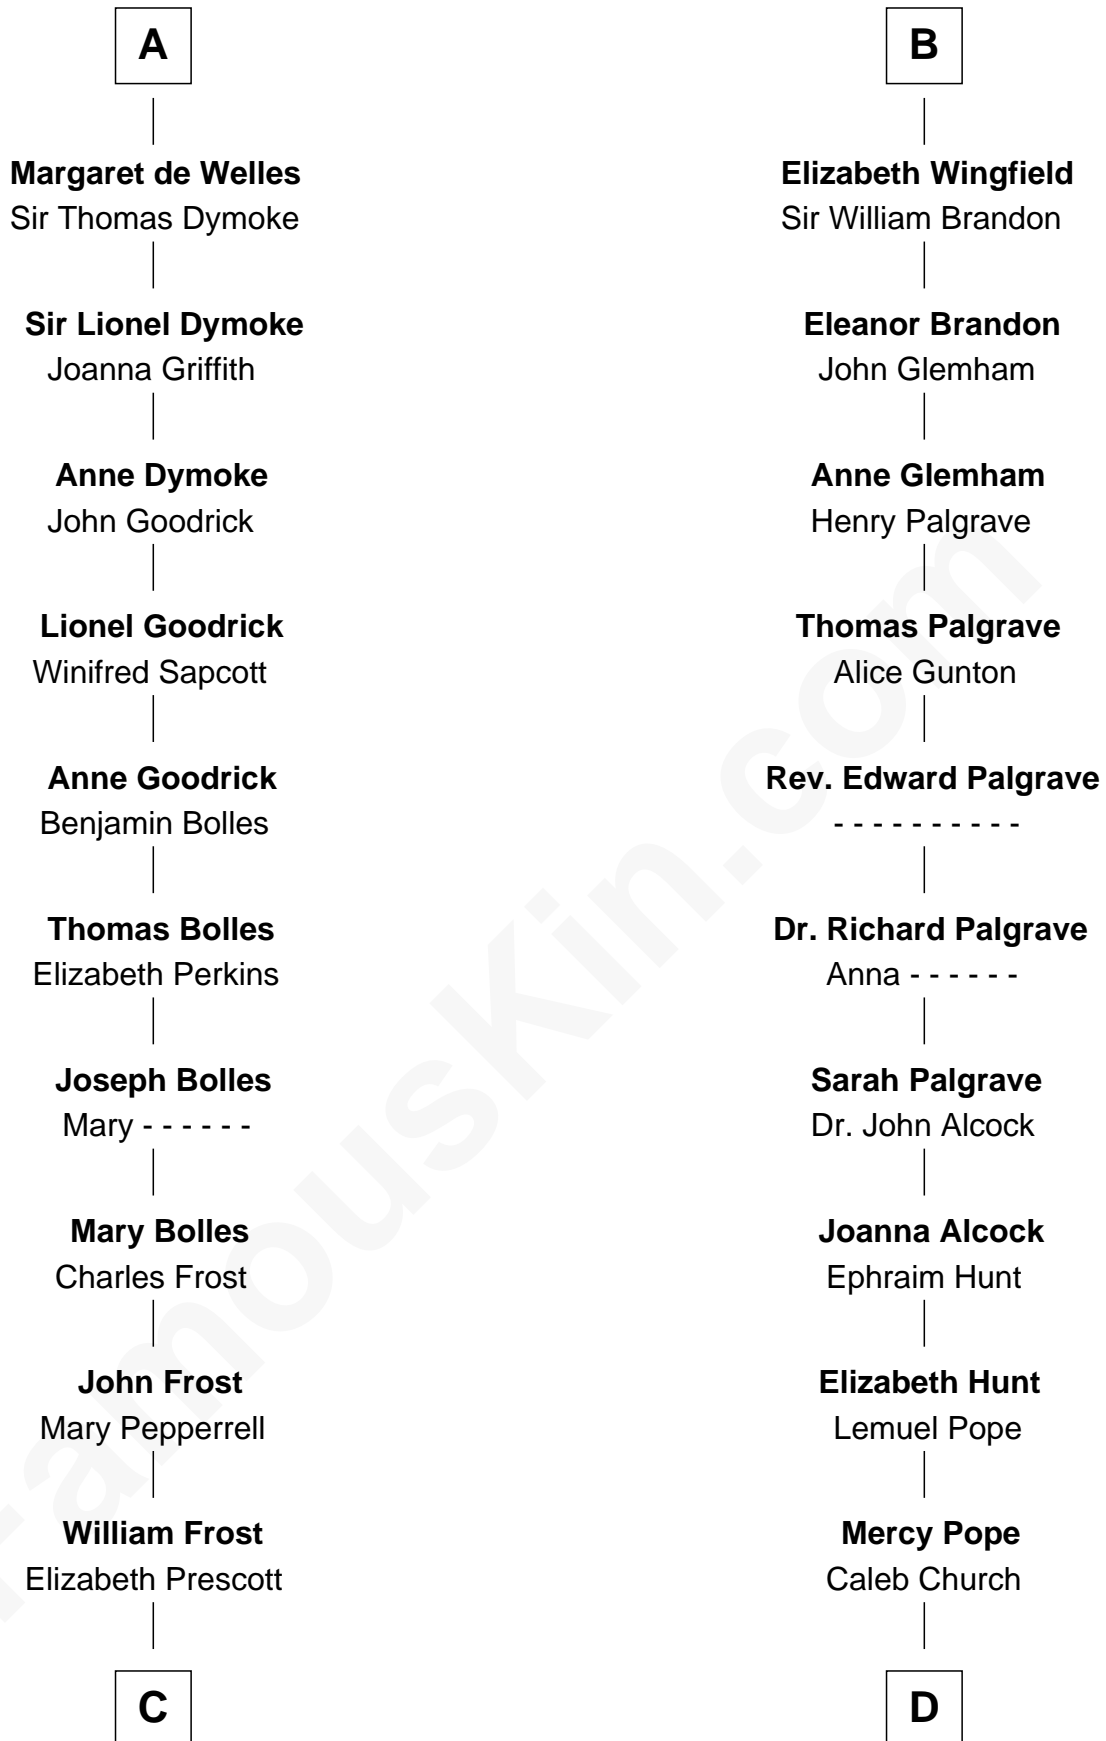 A
Margaret de Welles
Sir Thomas Dymoke
Sir Lionel Dymoke
Joanna Griffith
Anne Dymoke
John Goodrick
Lionel Goodrick
Winifred Sapcott
Anne Goodrick
Benjamin Bolles
Thomas Bolles
Elizabeth Perkins
Joseph Bolles
Mary - - - - - -
Mary Bolles
Charles Frost
John Frost
Mary Pepperrell
William Frost
Elizabeth Prescott
C
B
Elizabeth Wingfield
Sir William Brandon
Eleanor Brandon
John Glemham
Anne Glemham
Henry Palgrave
Thomas Palgrave
Alice Gunton
Rev. Edward Palgrave
- - - - - - - - - -
Dr. Richard Palgrave
Anna - - - - - -
Sarah Palgrave
Dr. John Alcock
Joanna Alcock
Ephraim Hunt
Elizabeth Hunt
Lemuel Pope
Mercy Pope
Caleb Church
D
FamousKin.com